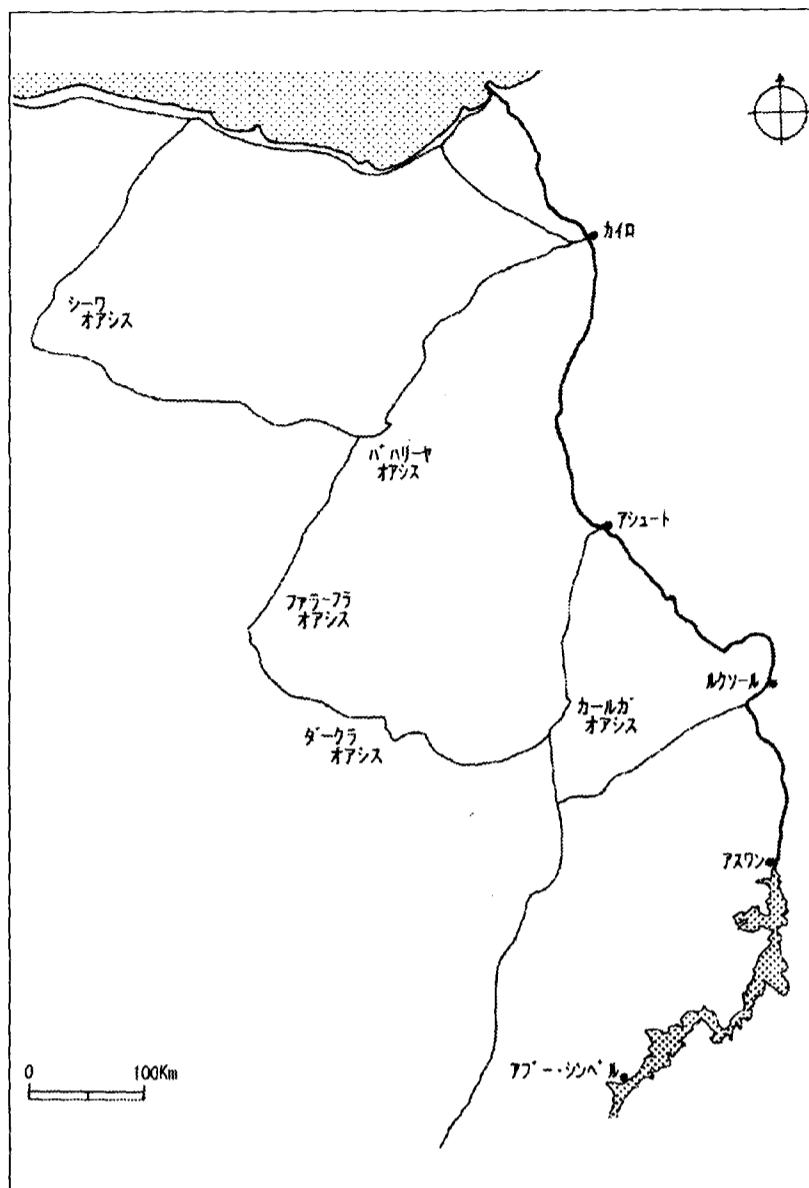 カイロ
シーワ
オアシス
バハリーヤ
オアシス
アシュート
ファラーフラ
オアシス
ルクソール
カールガ
オアシス
ダークラ
オアシス
アスワン
アブー・シンベル
0 100Km